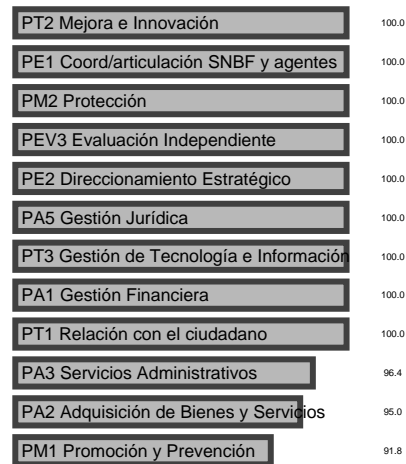 PT2 Mejora e Innovación 100.0
PE1 Coord/articulación SNBF y agentes 100.0
PM2 Protección 100.0
PEV3 Evaluación Independiente 100.0
PE2 Direccionamiento Estratégico 100.0
PA5 Gestión Jurídica 100.0
PT3 Gestión de Tecnología e Información 100.0
PA1 Gestión Financiera 100.0
PT1 Relación con el ciudadano 100.0
PA3 Servicios Administrativos 96.4
PA2 Adquisición de Bienes y Servicios 95.0
PM1 Promoción y Prevención 91.8